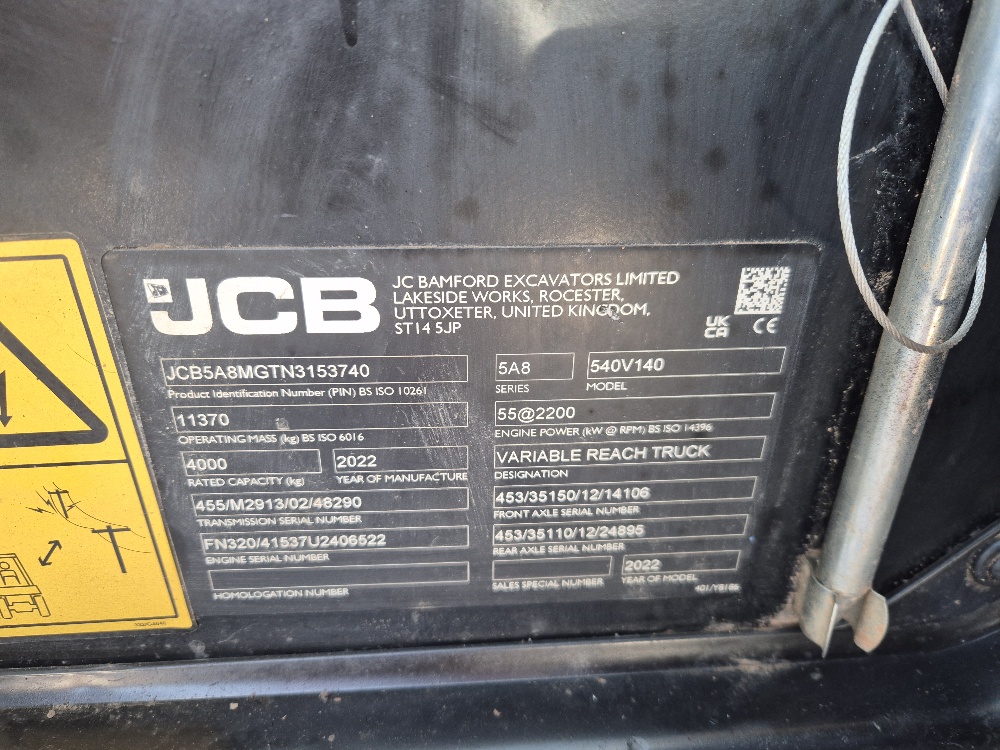 JCB
JC BAMFORD EXCAVATORS LIMITED
LAKESIDE WORKS, ROCESTER,
UTTOXETER, UNITED KINGDOM,
ST14 5JP
UK
CA
CE
JCB5A8MGTN3153740
Product Identification Number (PIN) BS ISO 10261
5A8
SERIES
540V140
MODEL
11370
OPERATING MASS (kg) BS ISO 6016
55@2200
ENGINE POWER (kW @ RPM) BS ISO 14396
4000
RATED CAPACITY (kg)
2022
YEAR OF MANUFACTURE
VARIABLE REACH TRUCK
DESIGNATION
455/M2913/02/48290
TRANSMISSION SERIAL NUMBER
453/35150/12/14106
FRONT AXLE SERIAL NUMBER
FN320/41537U2406522
ENGINE SERIAL NUMBER
453/35110/12/24895
REAR AXLE SERIAL NUMBER
HOMOLOGATION NUMBER
SALES SPECIAL NUMBER
2022
YEAR OF MODEL